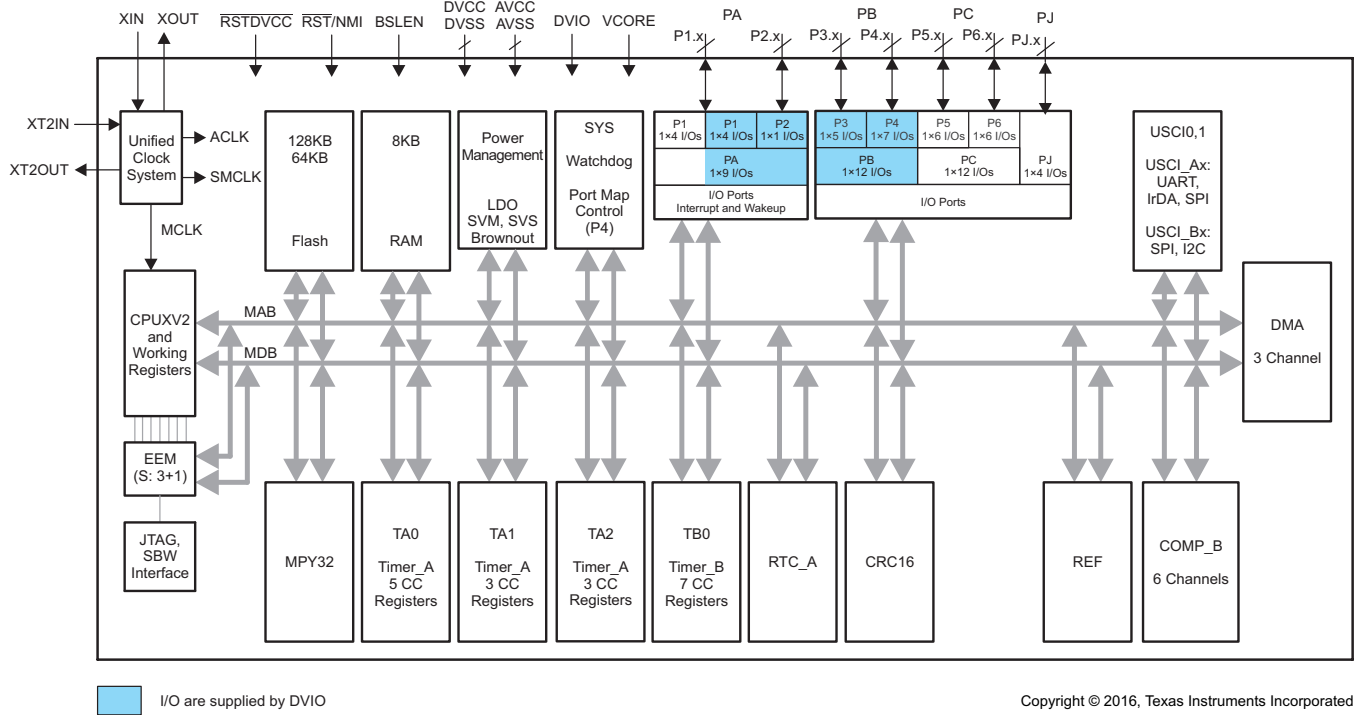 XIN
XOUT
RSTDVCC
RST/NMI
BSLEN
DVCC
DVSS
AVCC
AVSS
DVIO
VCORE
PA
P1.x
P2.x
PB
P3.x
P4.x
PC
P5.x
P6.x
PJ
PJ.x
XT2IN
XT2OUT
Unified
Clock
System
ACLK
SMCLK
MCLK
128KB
64KB
Flash
8KB
RAM
Power
Management
LDO
SVM, SVS
Brownout
SYS
Watchdog
Port Map
Control
(P4)
P1
1×4 I/Os
P1
1×4 I/Os
P2
1×1 I/Os
PA
1×9 I/Os
I/O Ports
Interrupt and Wakeup
P3
1×5 I/Os
P4
1×7 I/Os
P5
1×6 I/Os
P6
1×6 I/Os
PB
1×12 I/Os
PC
1×12 I/Os
PJ
1×4 I/Os
I/O Ports
USCI0,1
USCI_Ax:
UART,
IrDA, SPI
USCI_Bx:
SPI, I2C
CPUXV2
and
Working
Registers
MAB
MDB
DMA
3 Channel
EEM
(S: 3+1)
JTAG,
SBW
Interface
MPY32
TA0
Timer_A
5 CC
Registers
TA1
Timer_A
3 CC
Registers
TA2
Timer_A
3 CC
Registers
TB0
Timer_B
7 CC
Registers
RTC_A
CRC16
REF
COMP_B
6 Channels
I/O are supplied by DVIO
Copyright © 2016, Texas Instruments Incorporated